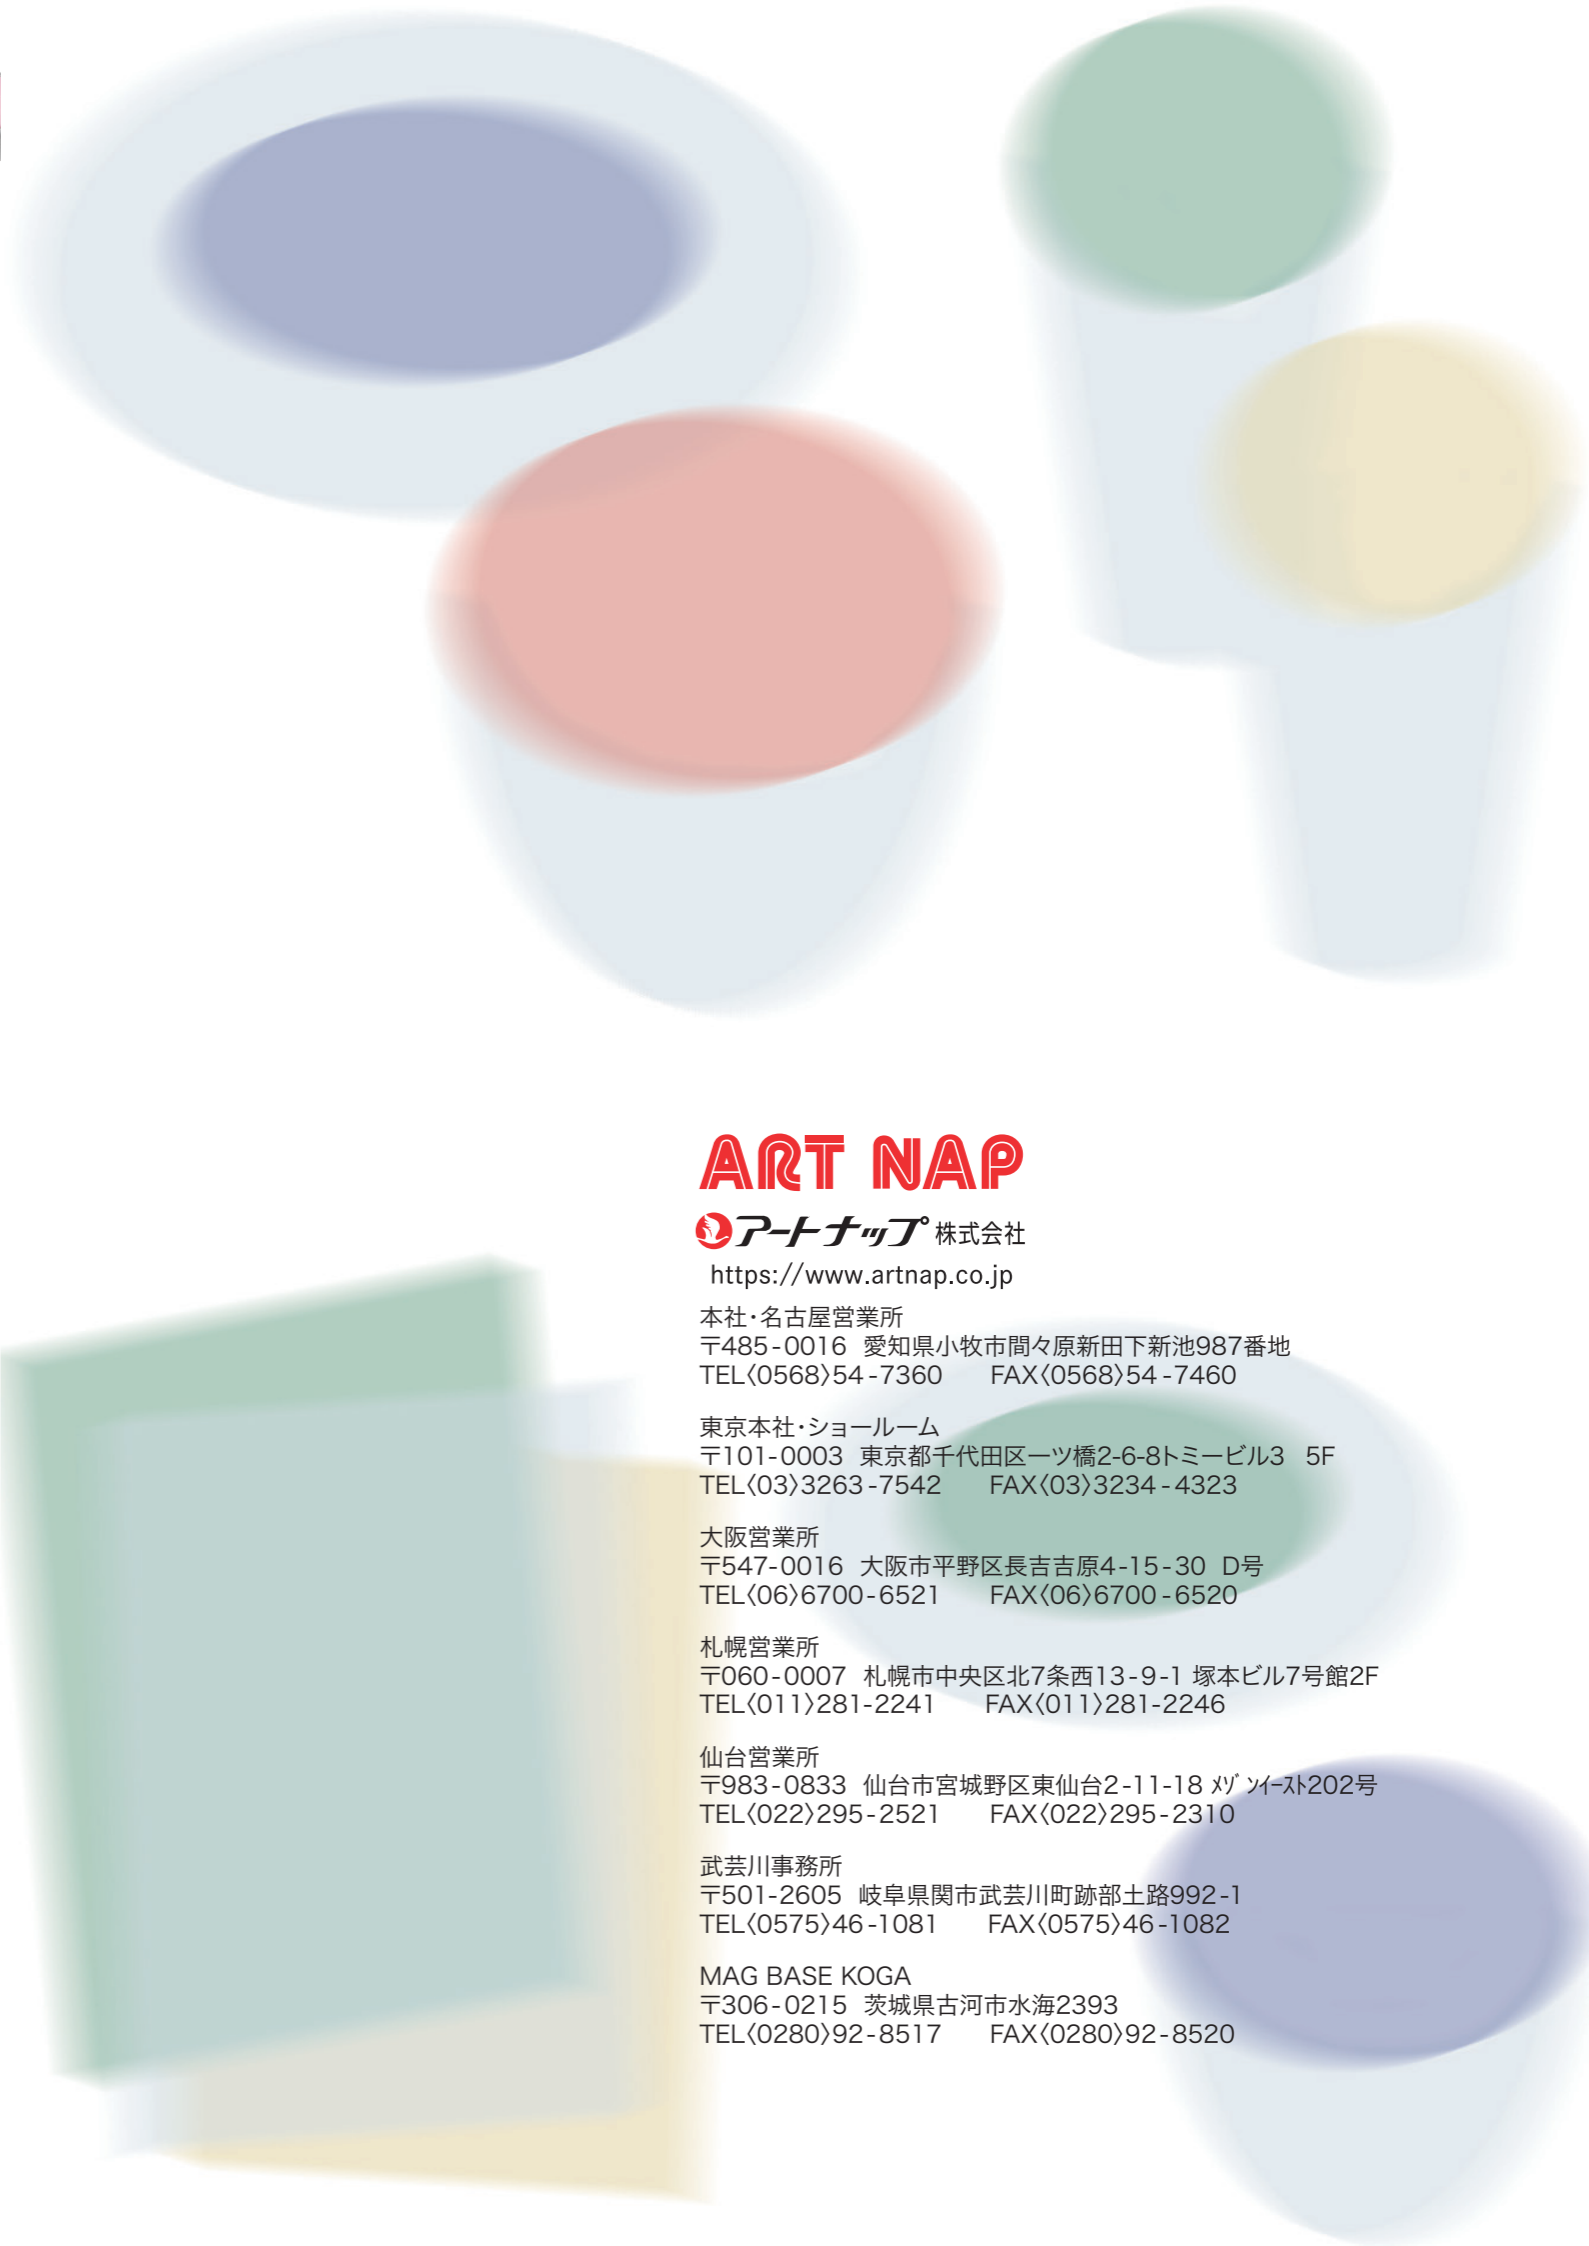 ART NAP
アートナップ 株式会社
https://www.artnap.co.jp
本社・名古屋営業所
〒485-0016 愛知県小牧市間々原新田下新池987番地
TEL〈0568〉54-7360 FAX〈0568〉54-7460
東京本社・ショールーム
〒101-0003 東京都千代田区一ツ橋2-6-8トミービル3 5F
TEL〈03〉3263-7542 FAX〈03〉3234-4323
大阪営業所
〒547-0016 大阪市平野区長吉吉原4-15-30 D号
TEL〈06〉6700-6521 FAX〈06〉6700-6520
札幌営業所
〒060-0007 札幌市中央区北7条西13-9-1 塚本ビル7号館2F
TEL〈011〉281-2241 FAX〈011〉281-2246
仙台営業所
〒983-0833 仙台市宮城野区東仙台2-11-18 ﾒｿﾞﾝｲｰｽﾄ202号
TEL〈022〉295-2521 FAX〈022〉295-2310
武芸川事務所
〒501-2605 岐阜県関市武芸川町跡部土路992-1
TEL〈0575〉46-1081 FAX〈0575〉46-1082
MAG BASE KOGA
〒306-0215 茨城県古河市水海2393
TEL〈0280〉92-8517 FAX〈0280〉92-8520